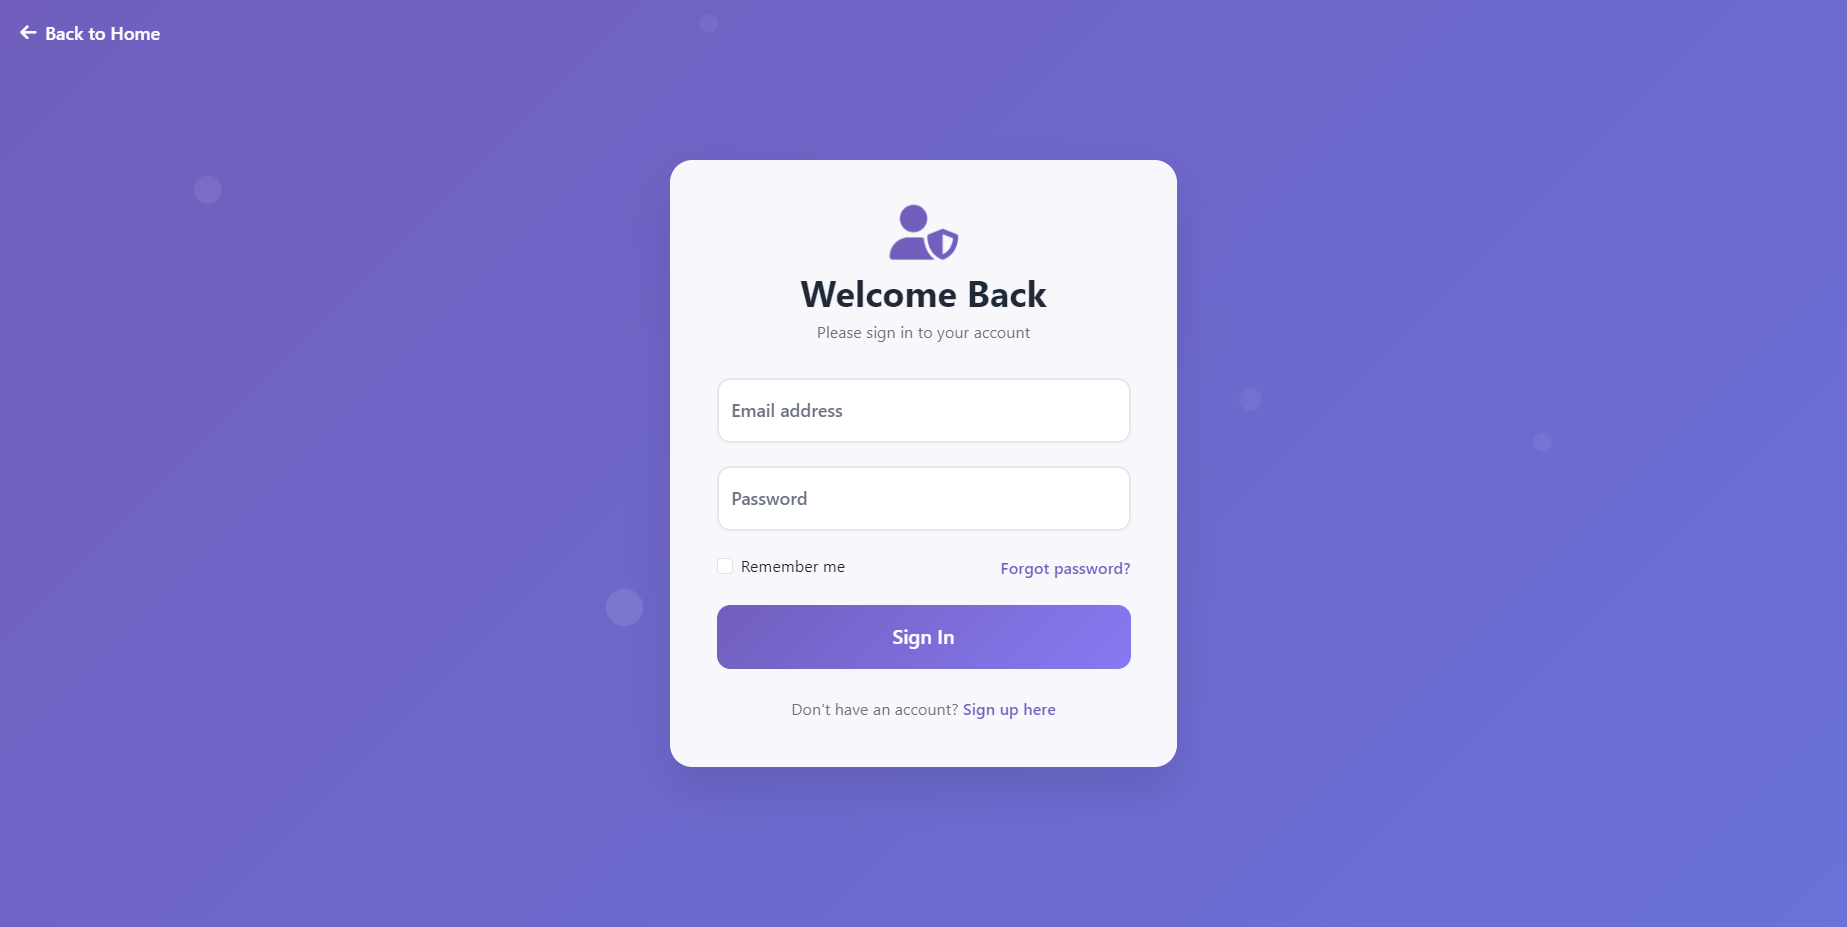 Back to Home
Welcome Back
Please sign in to your account
Email address
Password
Remember me
Forgot password?
Sign In
Don't have an account? Sign up here